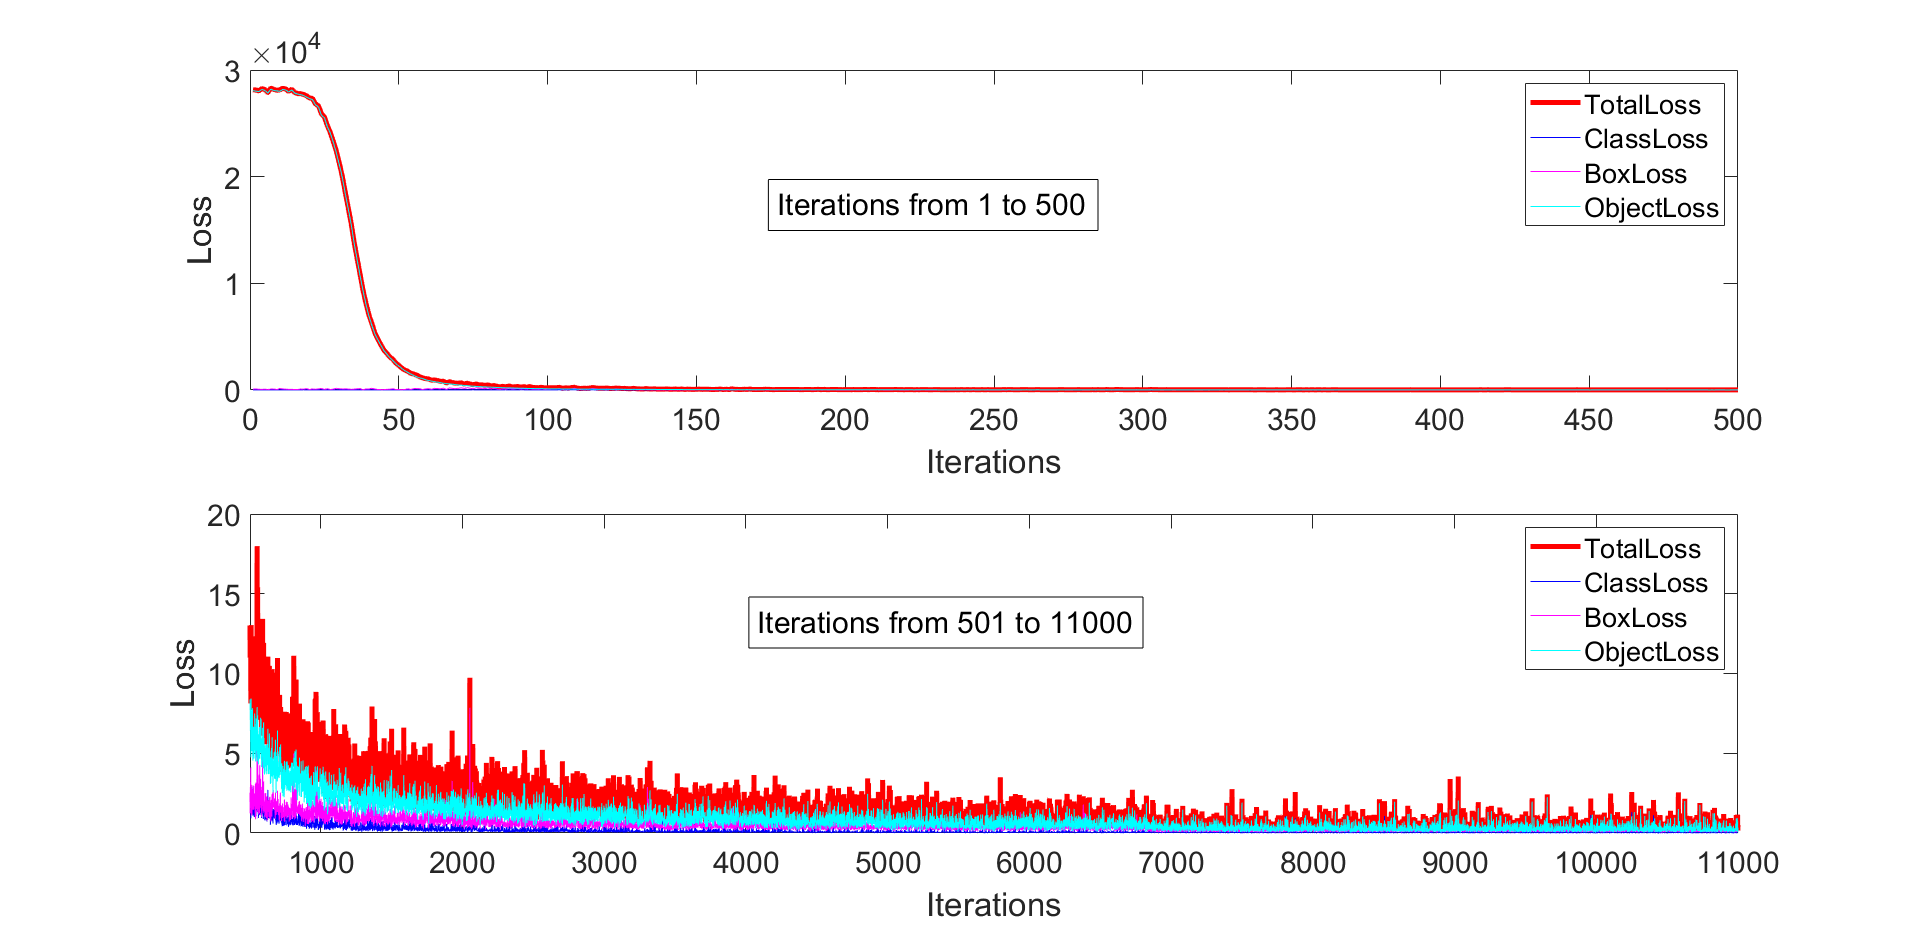 ×10^4
3
2
1
0
Loss
0 50 100 150 200 250 300 350 400 450 500
Iterations
Iterations from 1 to 500
TotalLoss
ClassLoss
BoxLoss
ObjectLoss
20
15
10
5
0
Loss
1000 2000 3000 4000 5000 6000 7000 8000 9000 10000 11000
Iterations
Iterations from 501 to 11000
TotalLoss
ClassLoss
BoxLoss
ObjectLoss